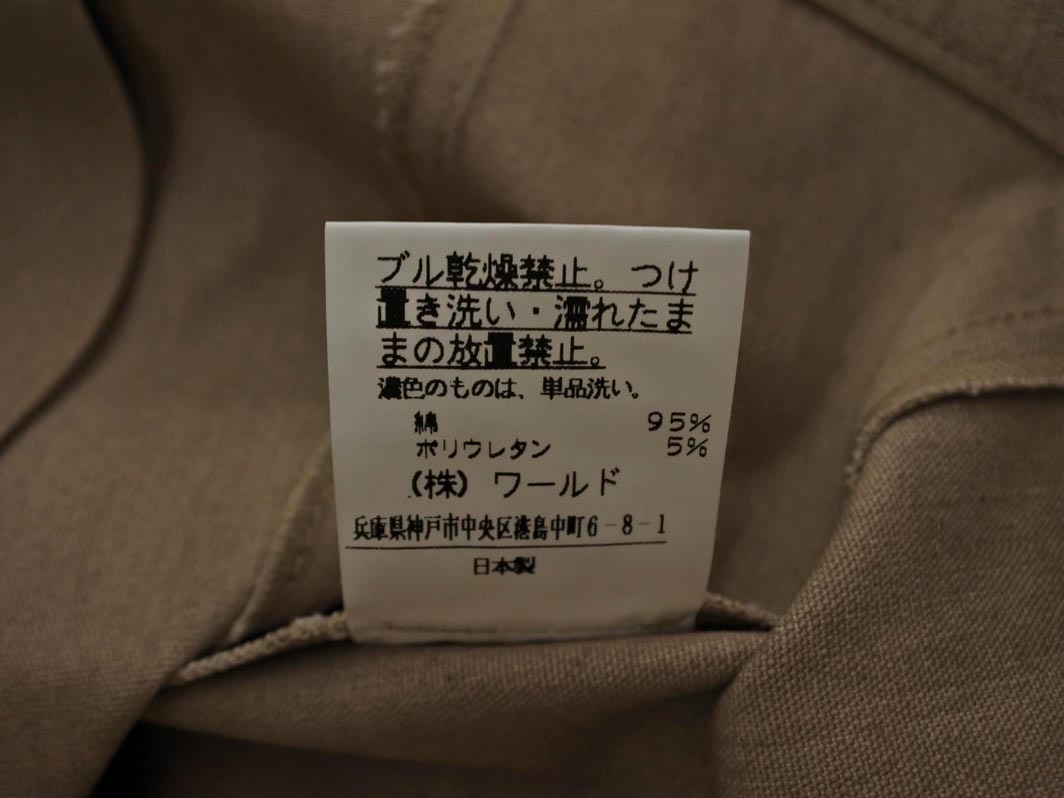 ブル乾燥禁止。つけ
置き洗い・濡れたま
まの放置禁止。
濃色のものは、単品洗い。
綿 95%
ポリウレタン 5%
(株) ワールド
兵庫県神戸市中央区港島中町6-8-1
日本製